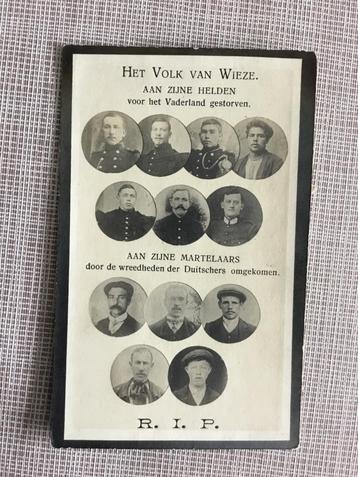 HET VOLK VAN WIEZE.
AAN ZIJNE HELDEN
voor het Vaderland gestorven.
AAN ZIJNE MARTELAARS
door de wreedheden der Duitschers omgekomen.
R. I. P.